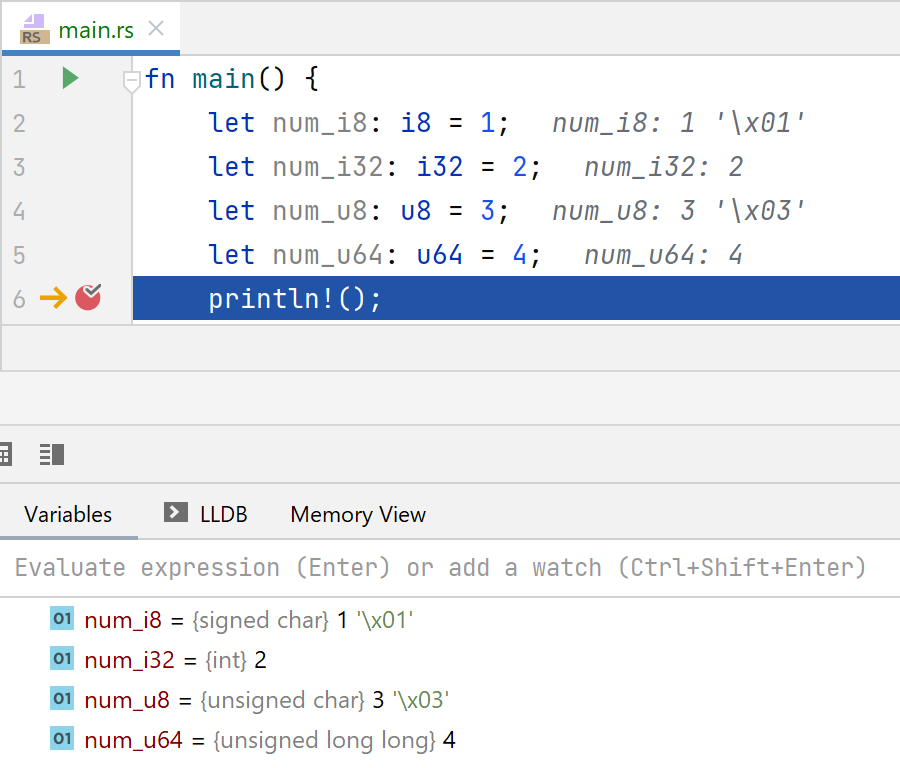 RS main.rs
1 fn main() {
2 let num_i8: i8 = 1; num_i8: 1 '\x01'
3 let num_i32: i32 = 2; num_i32: 2
4 let num_u8: u8 = 3; num_u8: 3 '\x03'
5 let num_u64: u64 = 4; num_u64: 4
6 println!();
Variables LLDB Memory View
Evaluate expression (Enter) or add a watch (Ctrl+Shift+Enter)
01 num_i8 = {signed char} 1 '\x01'
01 num_i32 = {int} 2
01 num_u8 = {unsigned char} 3 '\x03'
01 num_u64 = {unsigned long long} 4